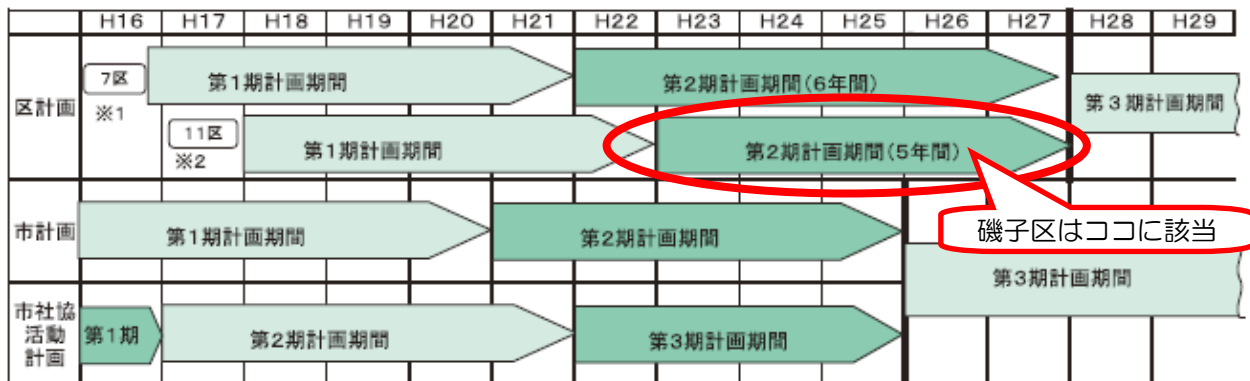 H16 H17 H18 H19 H20 H21 H22 H23 H24 H25 H26 H27 H28 H29
区計画
7区
※1
第1期計画期間
第2期計画期間(6年間)
第3期計画期間
11区
※2
第1期計画期間
第2期計画期間(5年間)
磯子区はココに該当
市計画
第1期計画期間
第2期計画期間
第3期計画期間
市社協
活動
計画
第1期
第2期計画期間
第3期計画期間